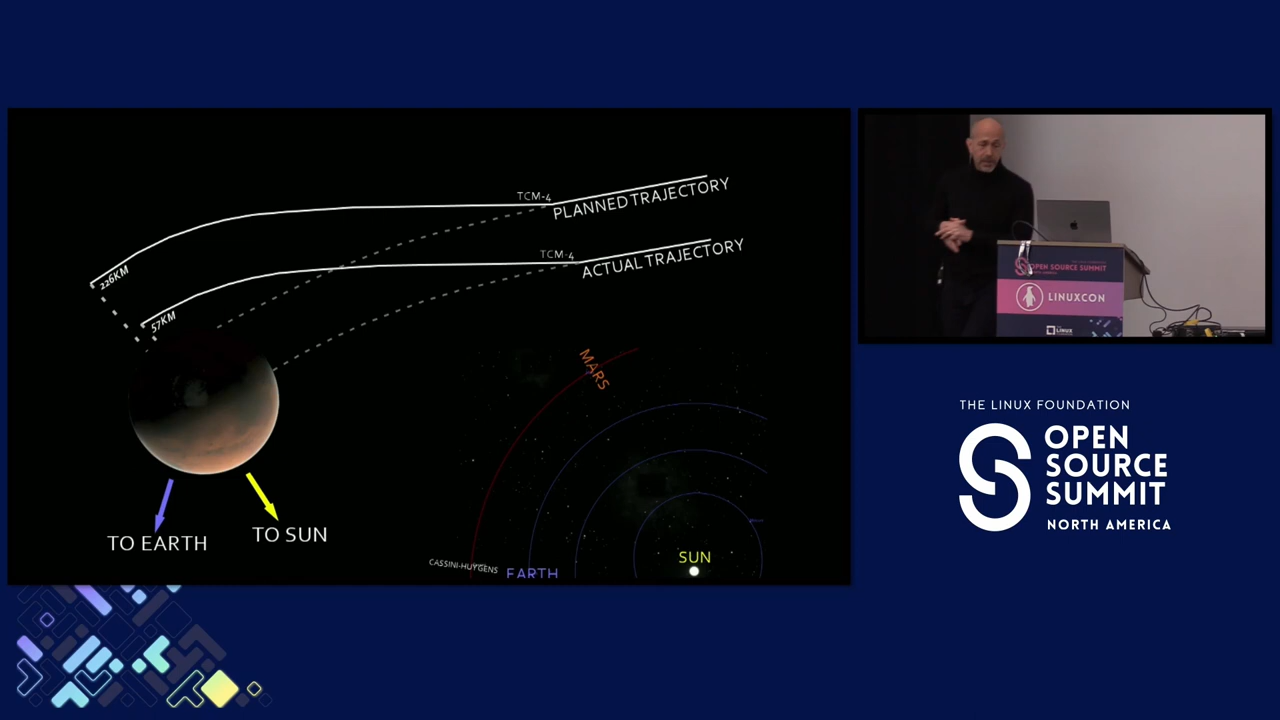 TCM-4
PLANNED TRAJECTORY
TCM-4
ACTUAL TRAJECTORY
226KM
57KM
MARS
TO EARTH
TO SUN
CASSINI-HUYGENS
EARTH
SUN
OPEN SOURCE SUMMIT
LINUXCON
THE LINUX FOUNDATION
OPEN
SOURCE
SUMMIT
NORTH AMERICA